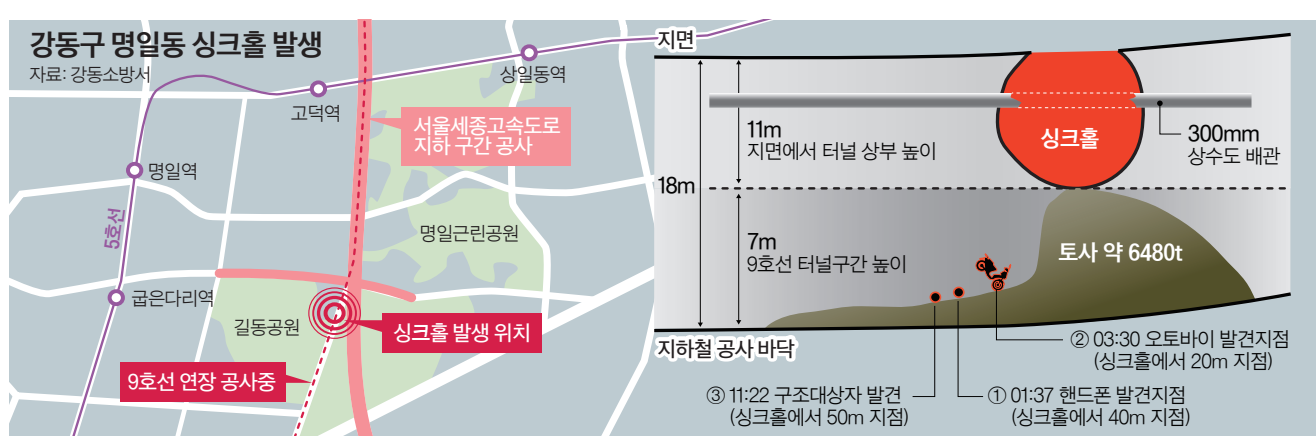 강동구 명일동 싱크홀 발생
자료: 강동소방서
상일동역
고덕역
서울세종고속도로
지하 구간 공사
명일역
5호선
명일근린공원
굽은다리역
길동공원
싱크홀 발생 위치
9호선 연장 공사중
지면
11m
지면에서 터널 상부 높이
싱크홀
300mm
상수도 배관
18m
7m
9호선 터널구간 높이
토사 약 6480t
지하철 공사 바닥
② 03:30 오토바이 발견지점
(싱크홀에서 20m 지점)
③ 11:22 구조대상자 발견
(싱크홀에서 50m 지점)
① 01:37 핸드폰 발견지점
(싱크홀에서 40m 지점)